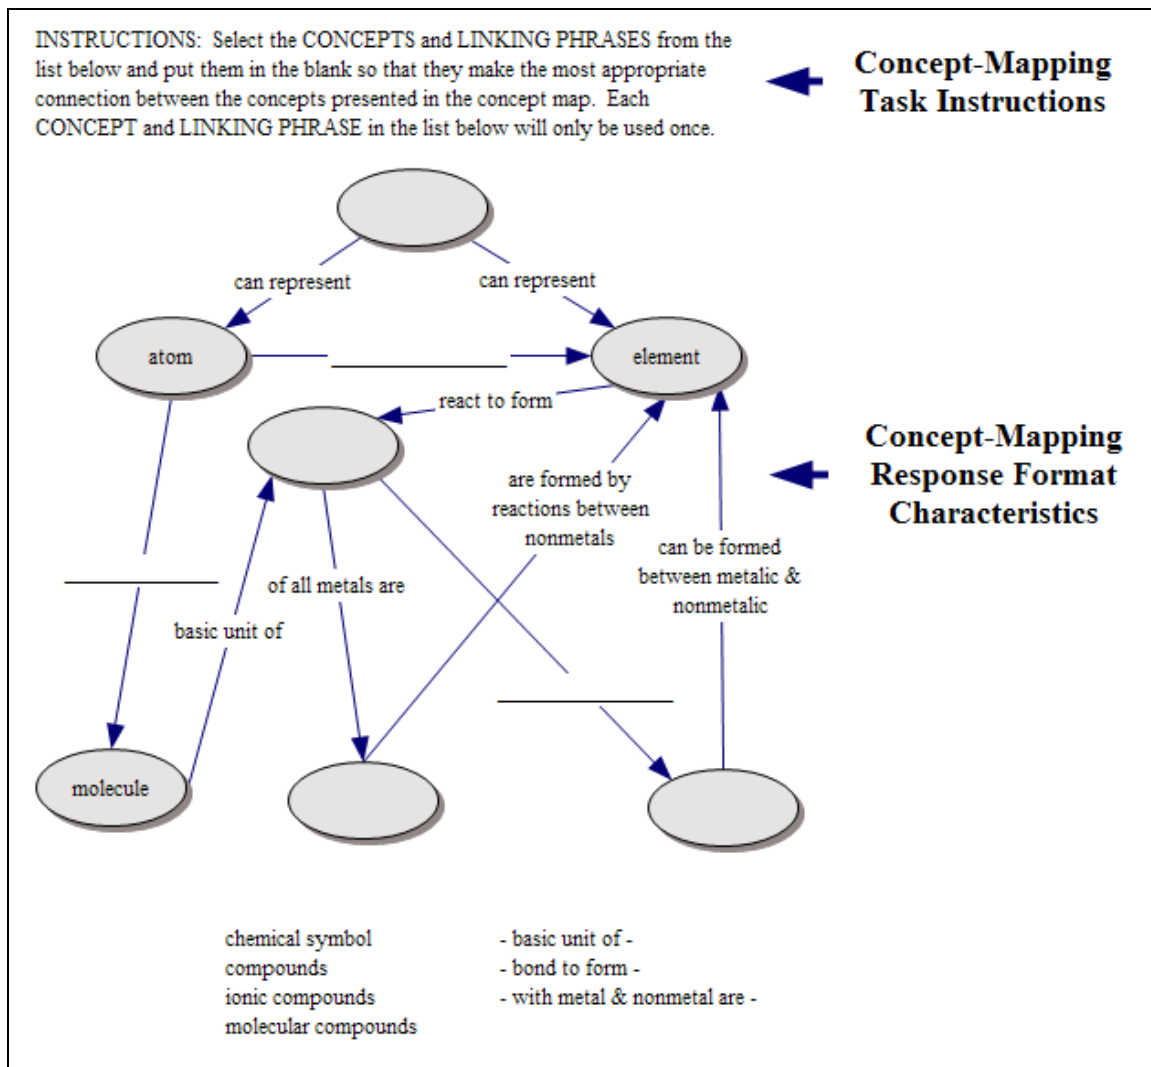 INSTRUCTIONS: Select the CONCEPTS and LINKING PHRASES from the
list below and put them in the blank so that they make the most appropriate
connection between the concepts presented in the concept map. Each
CONCEPT and LINKING PHRASE in the list below will only be used once.
Concept-Mapping
Task Instructions
can represent
can represent
atom
element
react to form
Concept-Mapping
Response Format
Characteristics
are formed by
reactions between
nonmetals
can be formed
between metalic &
nonmetalic
of all metals are
basic unit of
molecule
chemical symbol
compounds
ionic compounds
molecular compounds
- basic unit of -
- bond to form -
- with metal & nonmetal are -